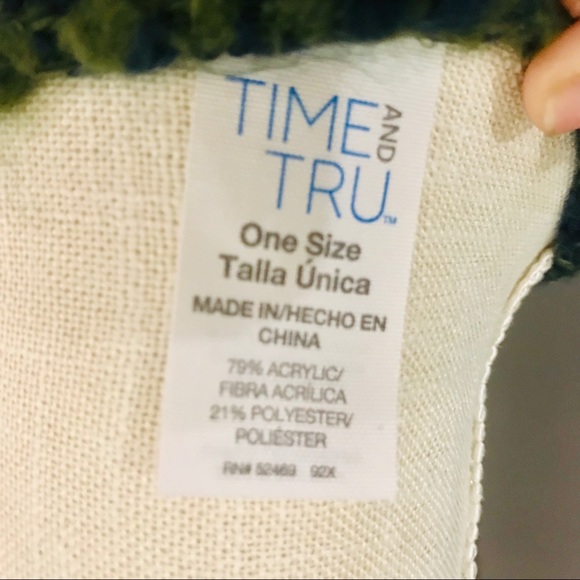 TIME AND
TRU™
One Size
Talla Única
MADE IN/HECHO EN
CHINA
79% ACRYLIC/
FIBRA ACRÍLICA
21% POLYESTER/
POLIÉSTER
RN# 52469 92X